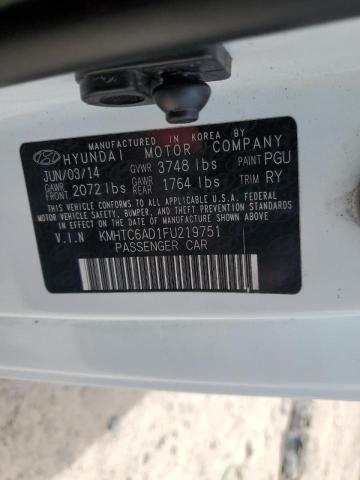 MANUFACTURED IN KOREA BY
HYUNDAI MOTOR COMPANY
JUN/03/14 GVWR 3748 lbs PAINT PGU
GAWR FRONT 2072 lbs GAWR REAR 1764 lbs TRIM RY
THIS VEHICLE CONFORMS TO ALL APPLICABLE U.S.A. FEDERAL
MOTOR VEHICLE SAFETY, BUMPER, AND THEFT PREVENTION
STANDARDS IN EFFECT ON THE DATE OF MANUFACTURE SHOWN ABOVE.
V.I.N KMHTC6AD1FU219751
PASSENGER CAR